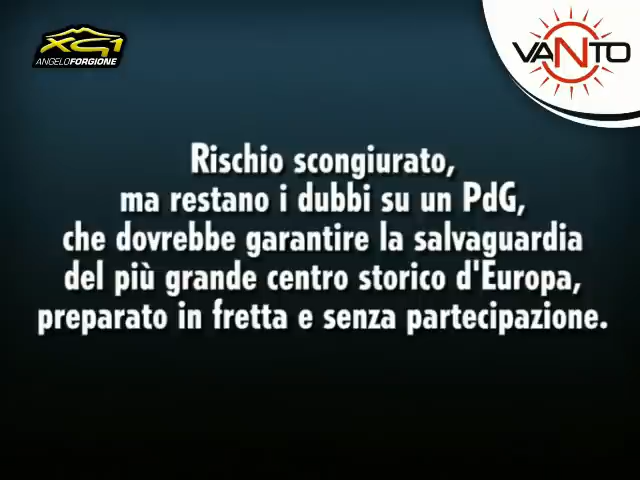 XG1
ANGELOFORGIONE
VANTO
Rischio scongiurato,
ma restano i dubbi su un PdG,
che dovrebbe garantire la salvaguardia
del più grande centro storico d'Europa,
preparato in fretta e senza partecipazione.